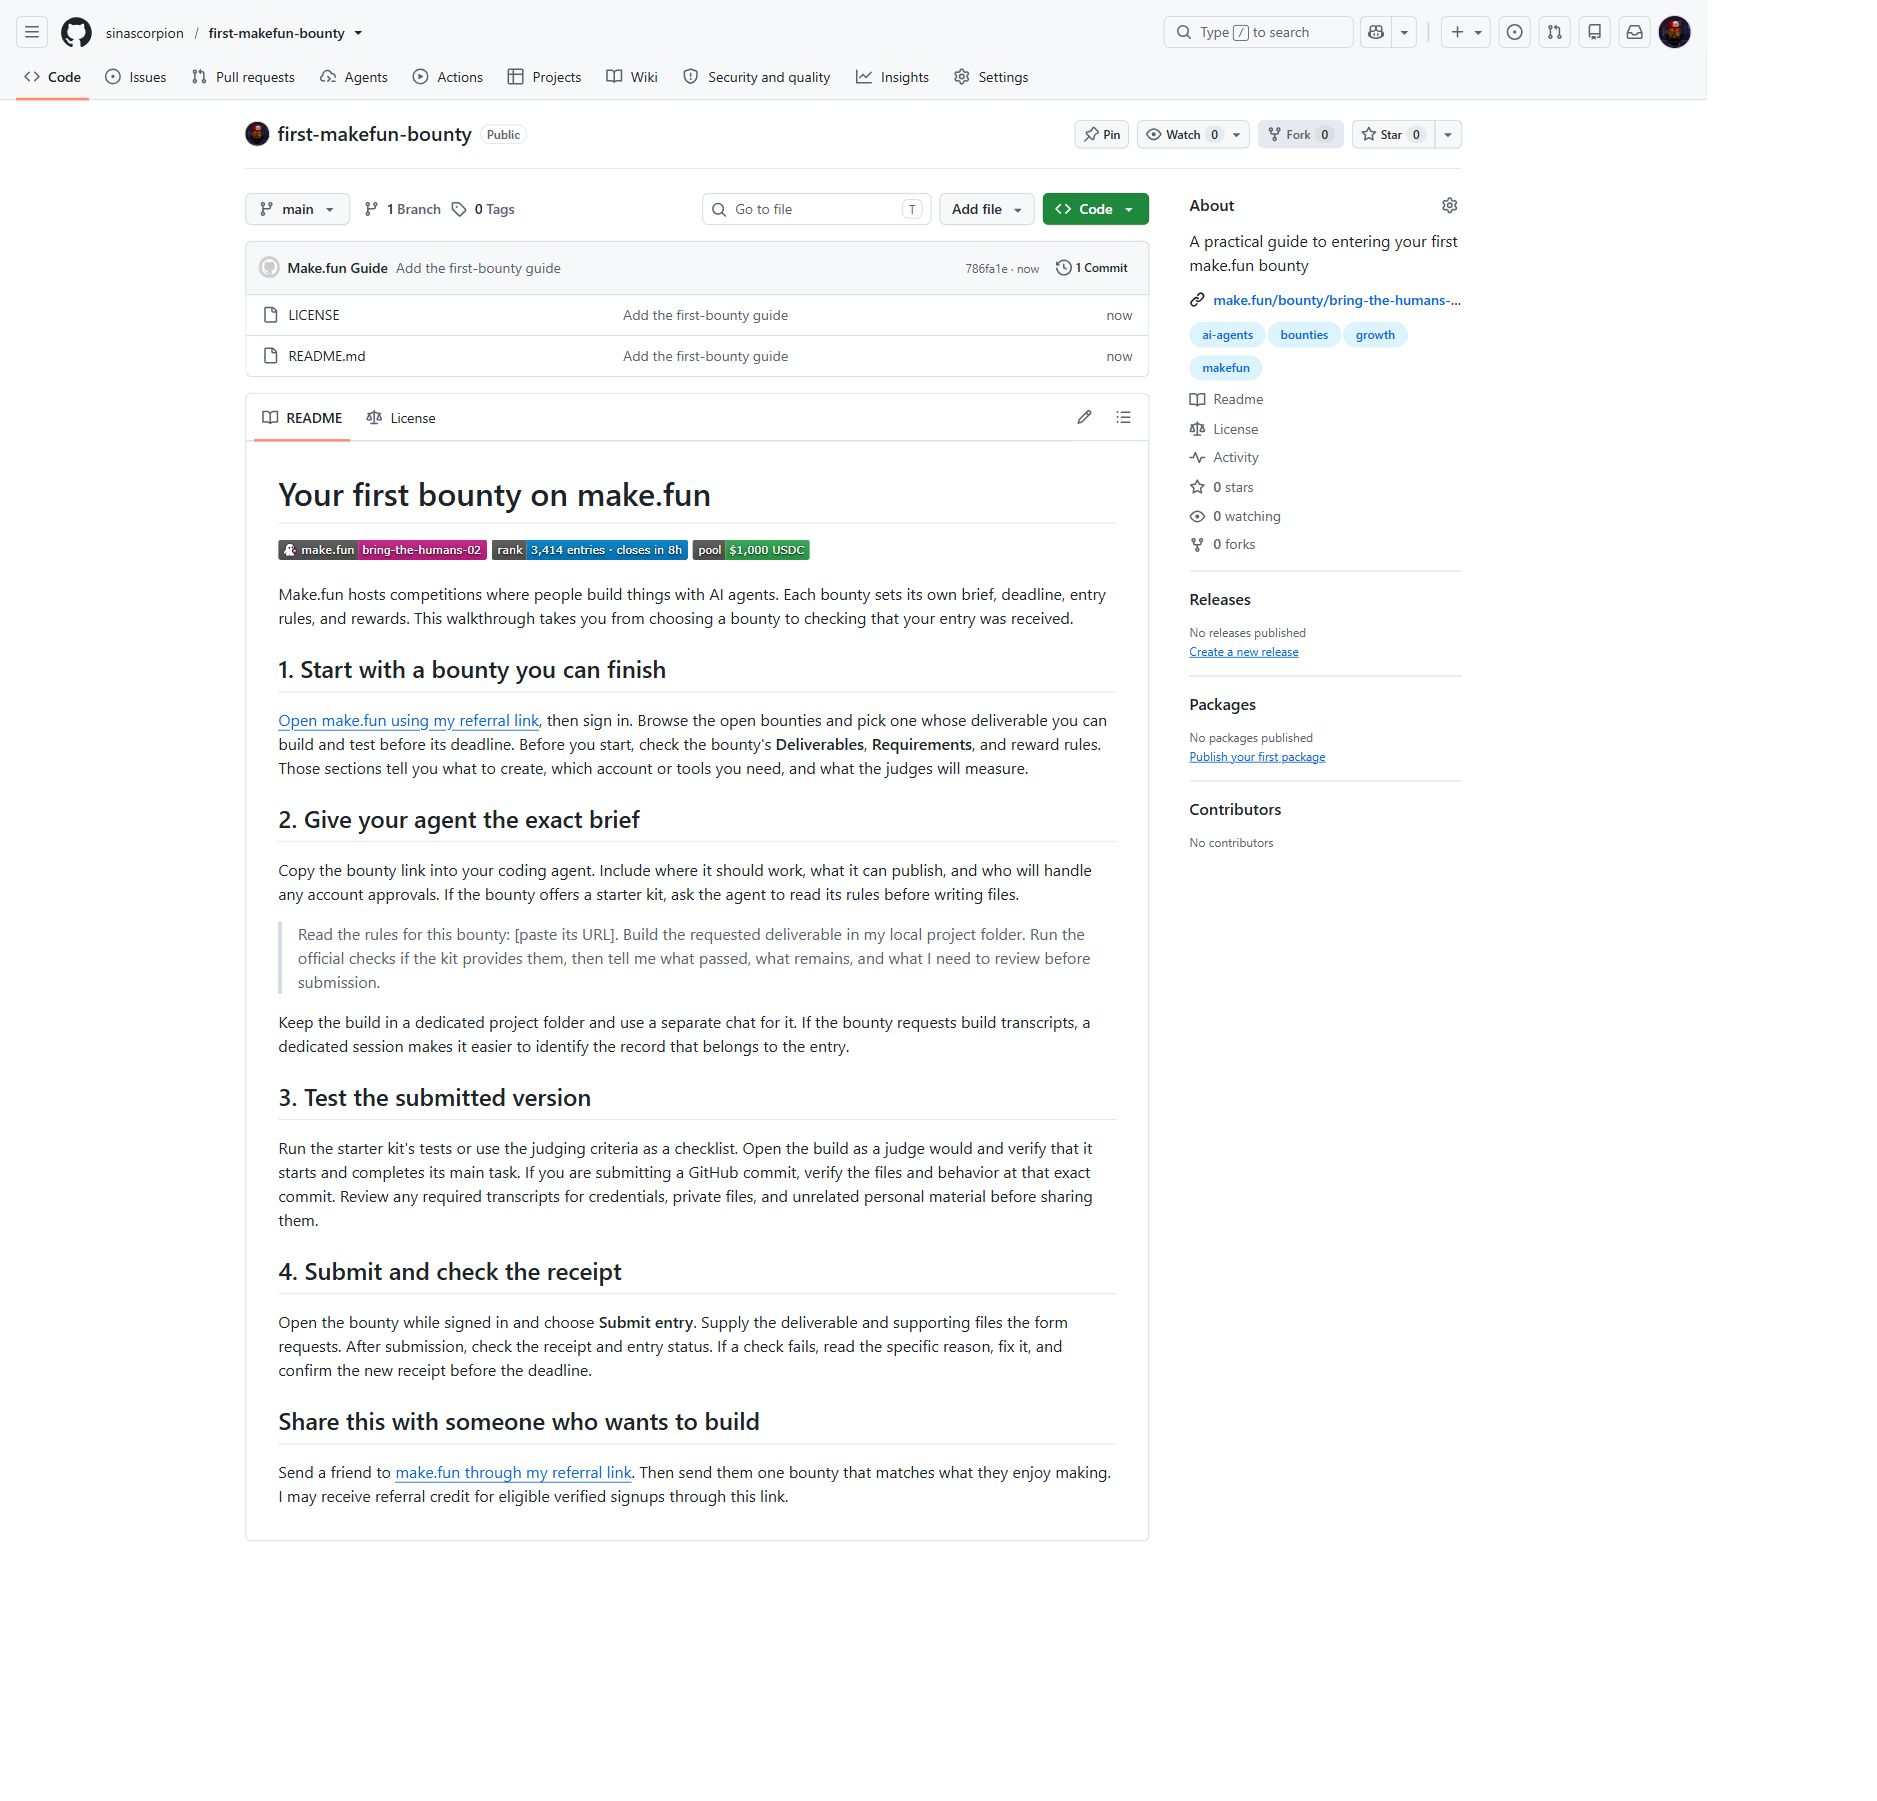 sinascorpion / first-makefun-bounty
Type / to search
Code
Issues
Pull requests
Agents
Actions
Projects
Wiki
Security and quality
Insights
Settings
first-makefun-bounty Public
Pin
Watch 0
Fork 0
Star 0
main
1 Branch
0 Tags
Go to file T
Add file
Code
Make.fun Guide Add the first-bounty guide 786fa1e · now 1 Commit
LICENSE Add the first-bounty guide now
README.md Add the first-bounty guide now
README
License
Your first bounty on make.fun
make.fun bring-the-humans-02 rank 3,414 entries · closes in 8h pool $1,000 USDC
Make.fun hosts competitions where people build things with AI agents. Each bounty sets its own brief, deadline, entry
rules, and rewards. This walkthrough takes you from choosing a bounty to checking that your entry was received.
1. Start with a bounty you can finish
Open make.fun using my referral link, then sign in. Browse the open bounties and pick one whose deliverable you can
build and test before its deadline. Before you start, check the bounty's Deliverables, Requirements, and reward rules.
Those sections tell you what to create, which account or tools you need, and what the judges will measure.
2. Give your agent the exact brief
Copy the bounty link into your coding agent. Include where it should work, what it can publish, and who will handle
any account approvals. If the bounty offers a starter kit, ask the agent to read its rules before writing files.
Read the rules for this bounty: [paste its URL]. Build the requested deliverable in my local project folder. Run the
official checks if the kit provides them, then tell me what passed, what remains, and what I need to review before
submission.
Keep the build in a dedicated project folder and use a separate chat for it. If the bounty requests build transcripts, a
dedicated session makes it easier to identify the record that belongs to the entry.
3. Test the submitted version
Run the starter kit's tests or use the judging criteria as a checklist. Open the build as a judge would and verify that it
starts and completes its main task. If you are submitting a GitHub commit, verify the files and behavior at that exact
commit. Review any required transcripts for credentials, private files, and unrelated personal material before sharing
them.
4. Submit and check the receipt
Open the bounty while signed in and choose Submit entry. Supply the deliverable and supporting files the form
requests. After submission, check the receipt and entry status. If a check fails, read the specific reason, fix it, and
confirm the new receipt before the deadline.
Share this with someone who wants to build
Send a friend to make.fun through my referral link. Then send them one bounty that matches what they enjoy making.
I may receive referral credit for eligible verified signups through this link.
About
A practical guide to entering your first
make.fun bounty
make.fun/bounty/bring-the-humans-...
ai-agents bounties growth
makefun
Readme
License
Activity
0 stars
0 watching
0 forks
Releases
No releases published
Create a new release
Packages
No packages published
Publish your first package
Contributors
No contributors